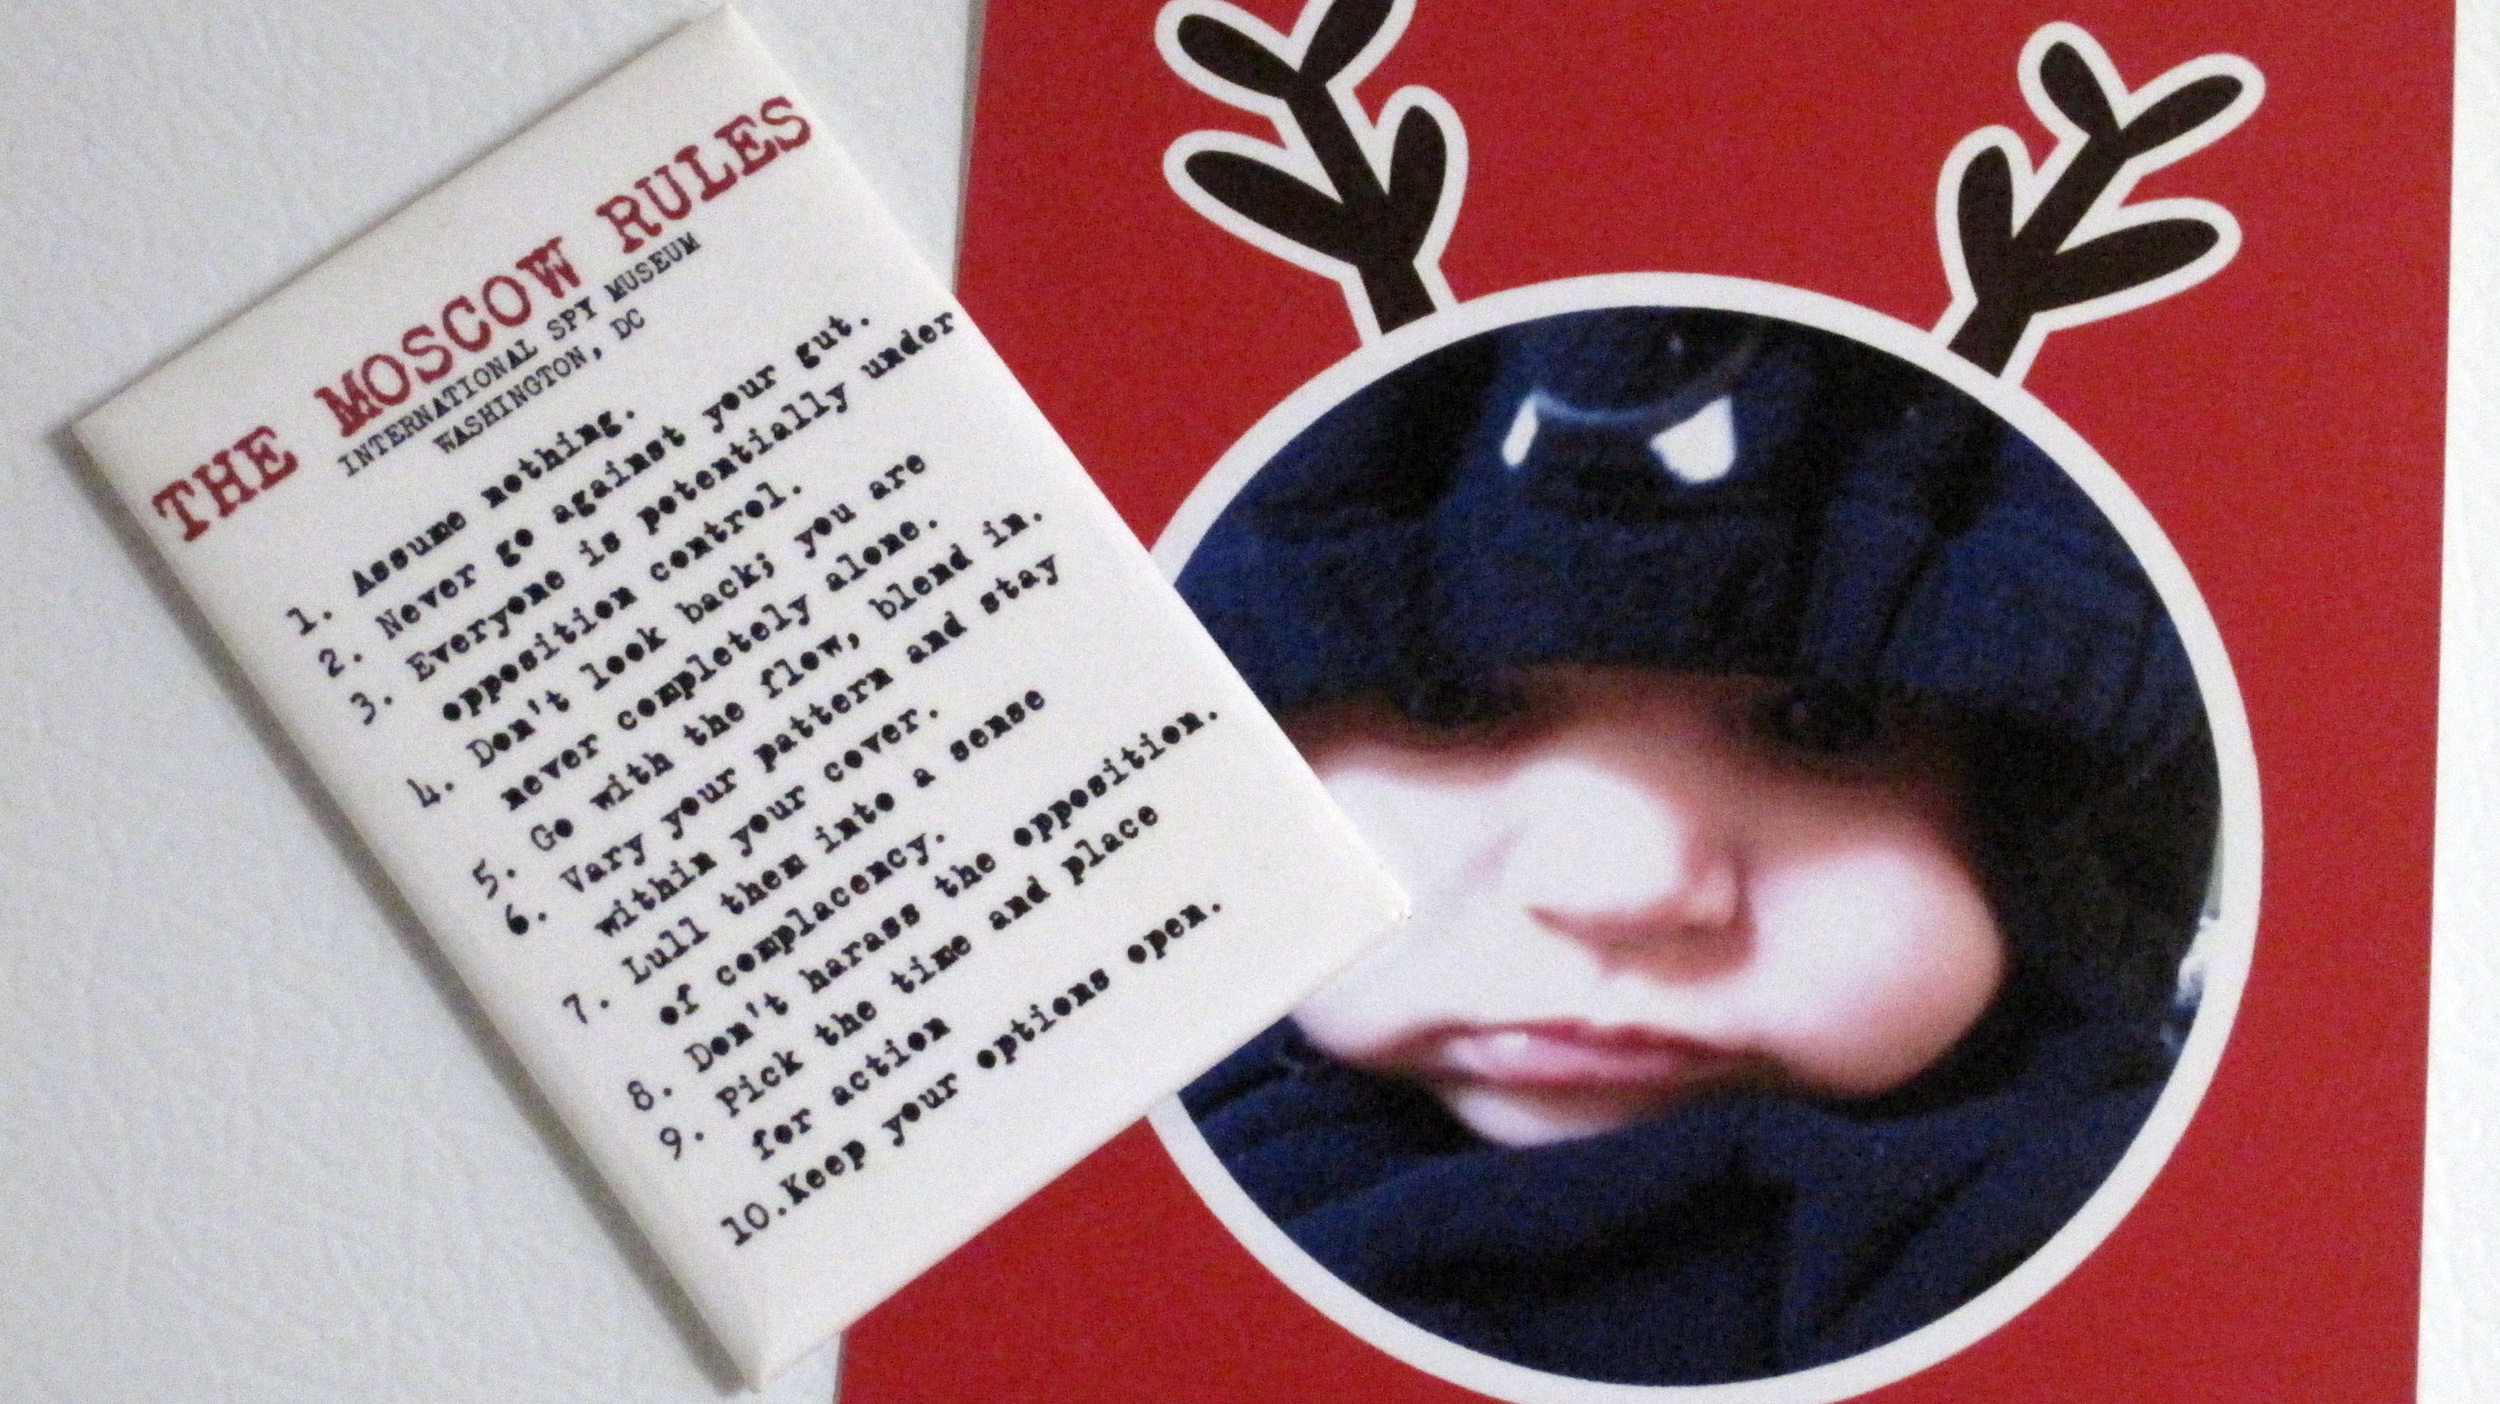 THE MOSCOW RULES
INTERNATIONAL SPY MUSEUM
WASHINGTON, DC
1. Assume nothing.
2. Never go against your gut.
3. Everyone is potentially under
opposition control.
4. Don't look back; you are
never completely alone.
5. Go with the flow, blend in.
6. Vary your pattern and stay
within your cover.
7. Lull them into a sense
of complacency.
8. Don't harass the opposition.
9. Pick the time and place
for action
10.Keep your options open.